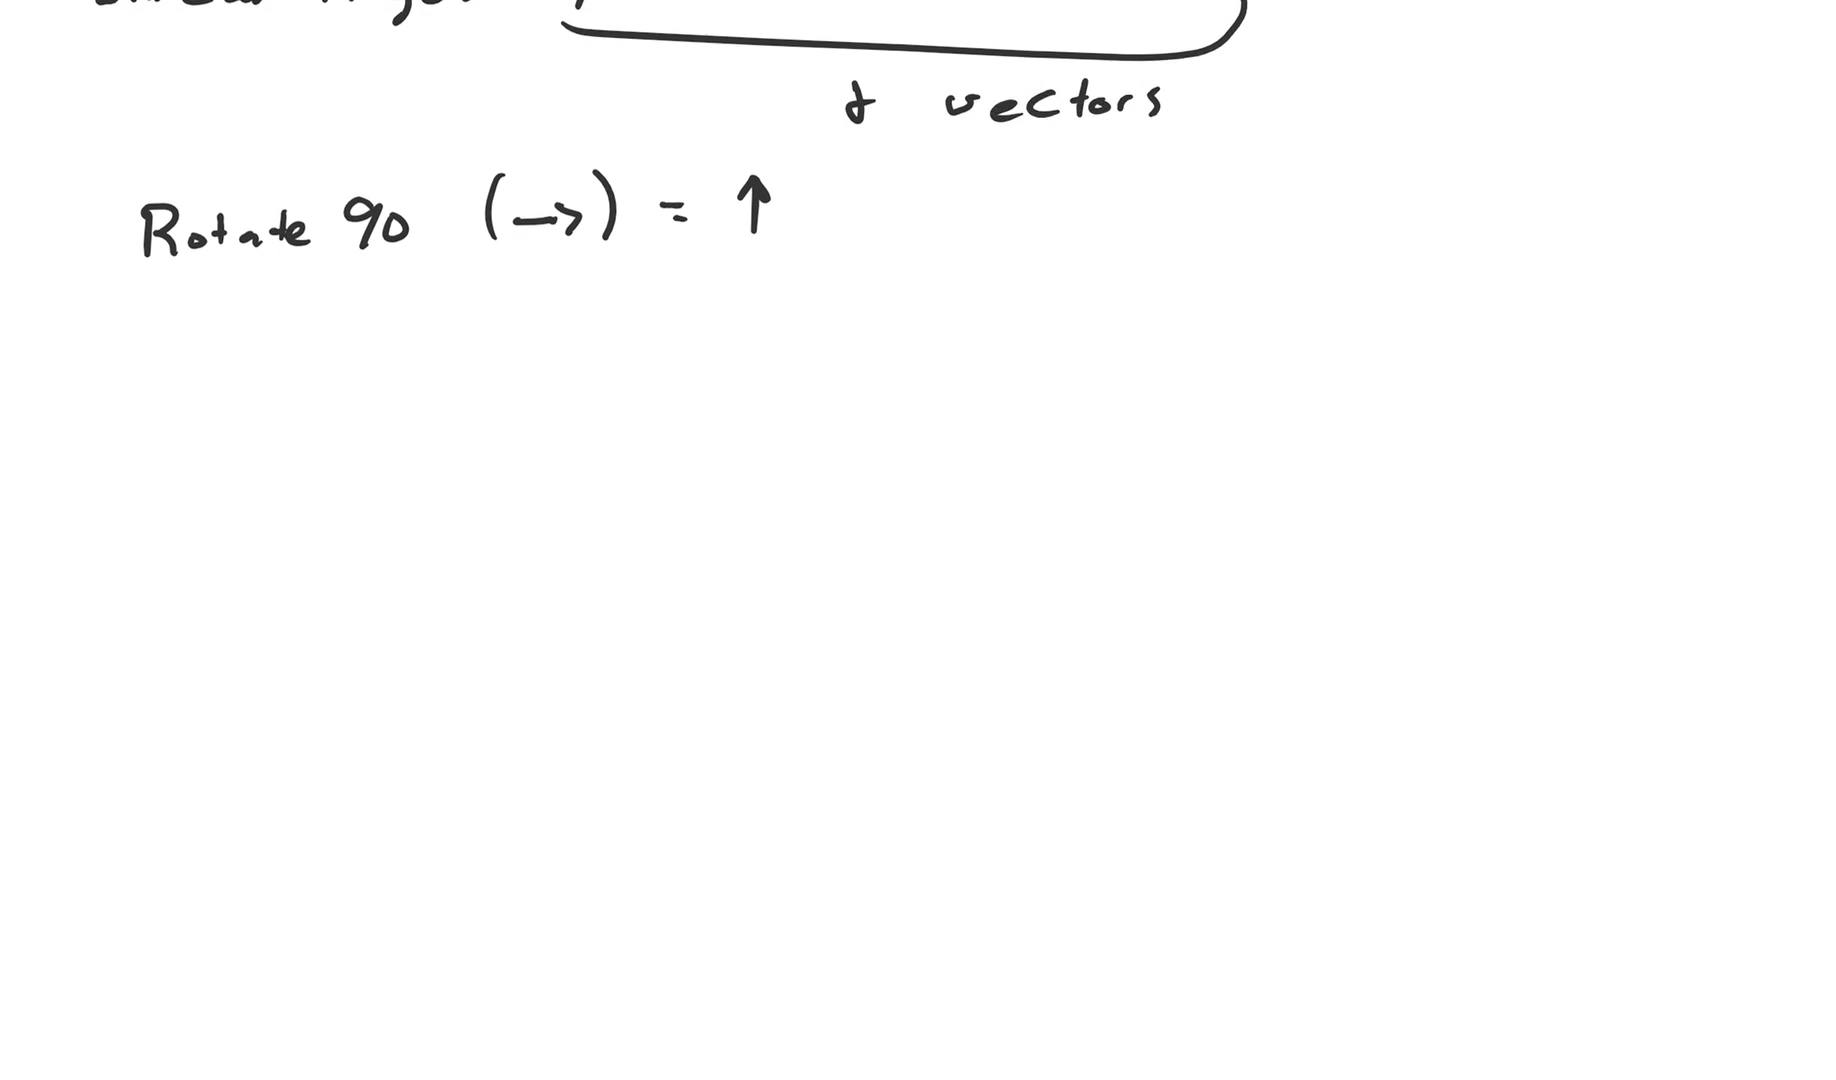 & vectors
Rotate 90 (→) = ↑